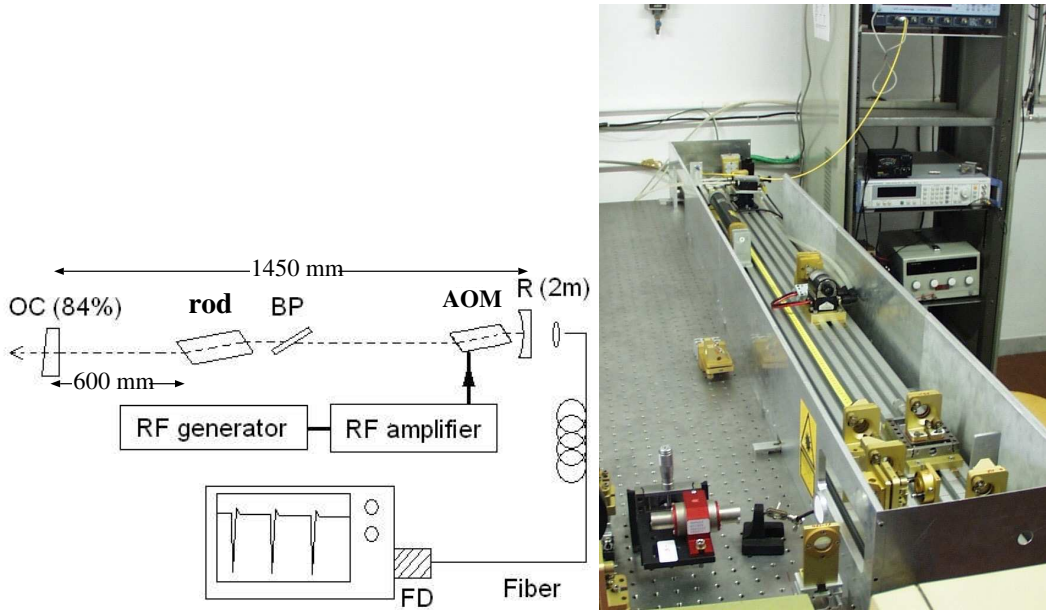 1450 mm
OC (84%)
rod
BP
AOM
R (2m)
600 mm
RF generator
RF amplifier
FD
Fiber